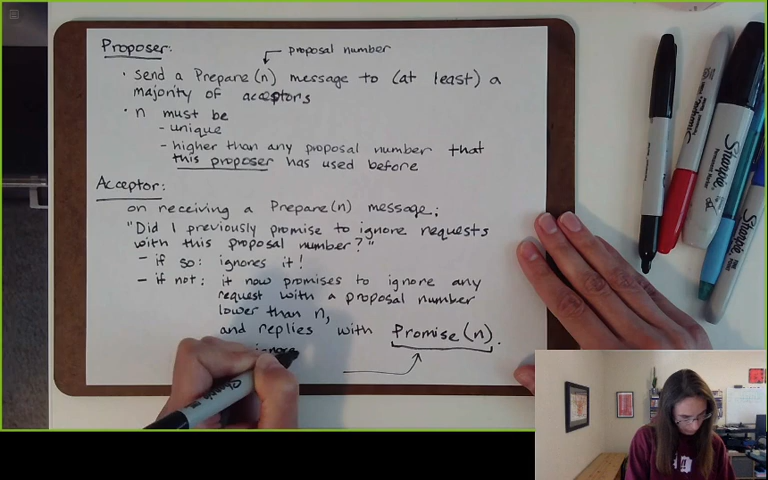 Proposer:
proposal number
· Send a Prepare(n) message to (at least) a
majority of acceptors
· n must be
- unique
- higher than any proposal number that
this proposer has used before
Acceptor:
on receiving a Prepare(n) message:
"Did I previously promise to ignore requests
with this proposal number?"
- if so: ignores it!
- if not: it now promises to ignore any
request with a proposal number
lower than n,
and replies with Promise(n).
ignore
Sharpie
Sharpie